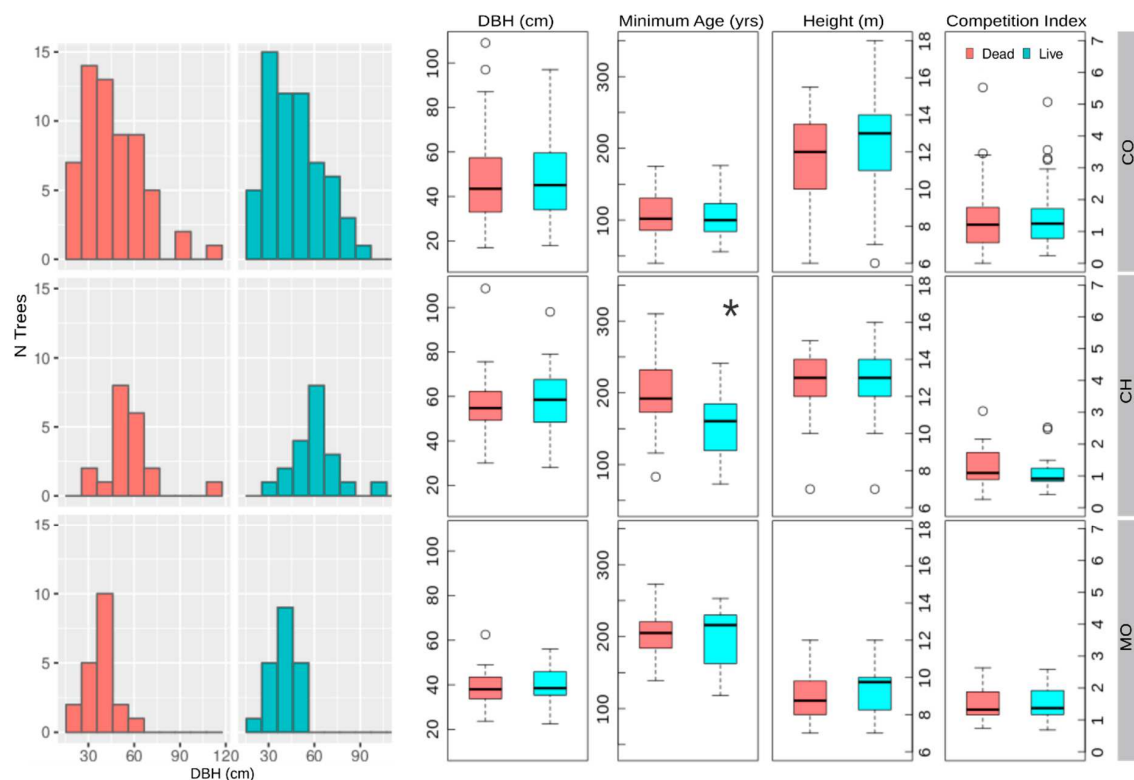 DBH (cm) Minimum Age (yrs) Height (m) Competition Index
Dead Live
15
10
5
0
20 40 60 80 100
100 200 300
6 8 10 12 14 16 18
0 1 2 3 4 5 6 7
CO
N Trees
15
10
5
0
20 40 60 80 100
100 200 300
*
6 8 10 12 14 16 18
0 1 2 3 4 5 6 7
CH
15
10
5
0
20 40 60 80 100
100 200 300
6 8 10 12 14 16 18
0 1 2 3 4 5 6 7
MO
30 60 90 120 30 60 90
DBH (cm)